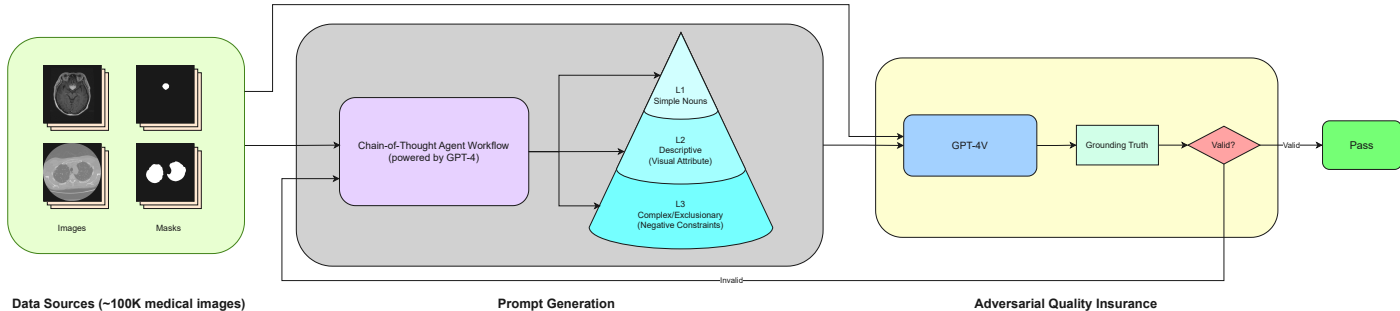 Images
Masks
Data Sources (~100K medical images)
Chain-of-Thought Agent Workflow
(powered by GPT-4)
L1
Simple Nouns
L2
Descriptive
(Visual Attribute)
L3
Complex/Exclusionary
(Negative Constraints)
Prompt Generation
GPT-4V
Grounding Truth
Valid?
Valid
Pass
Invalid
Adversarial Quality Insurance